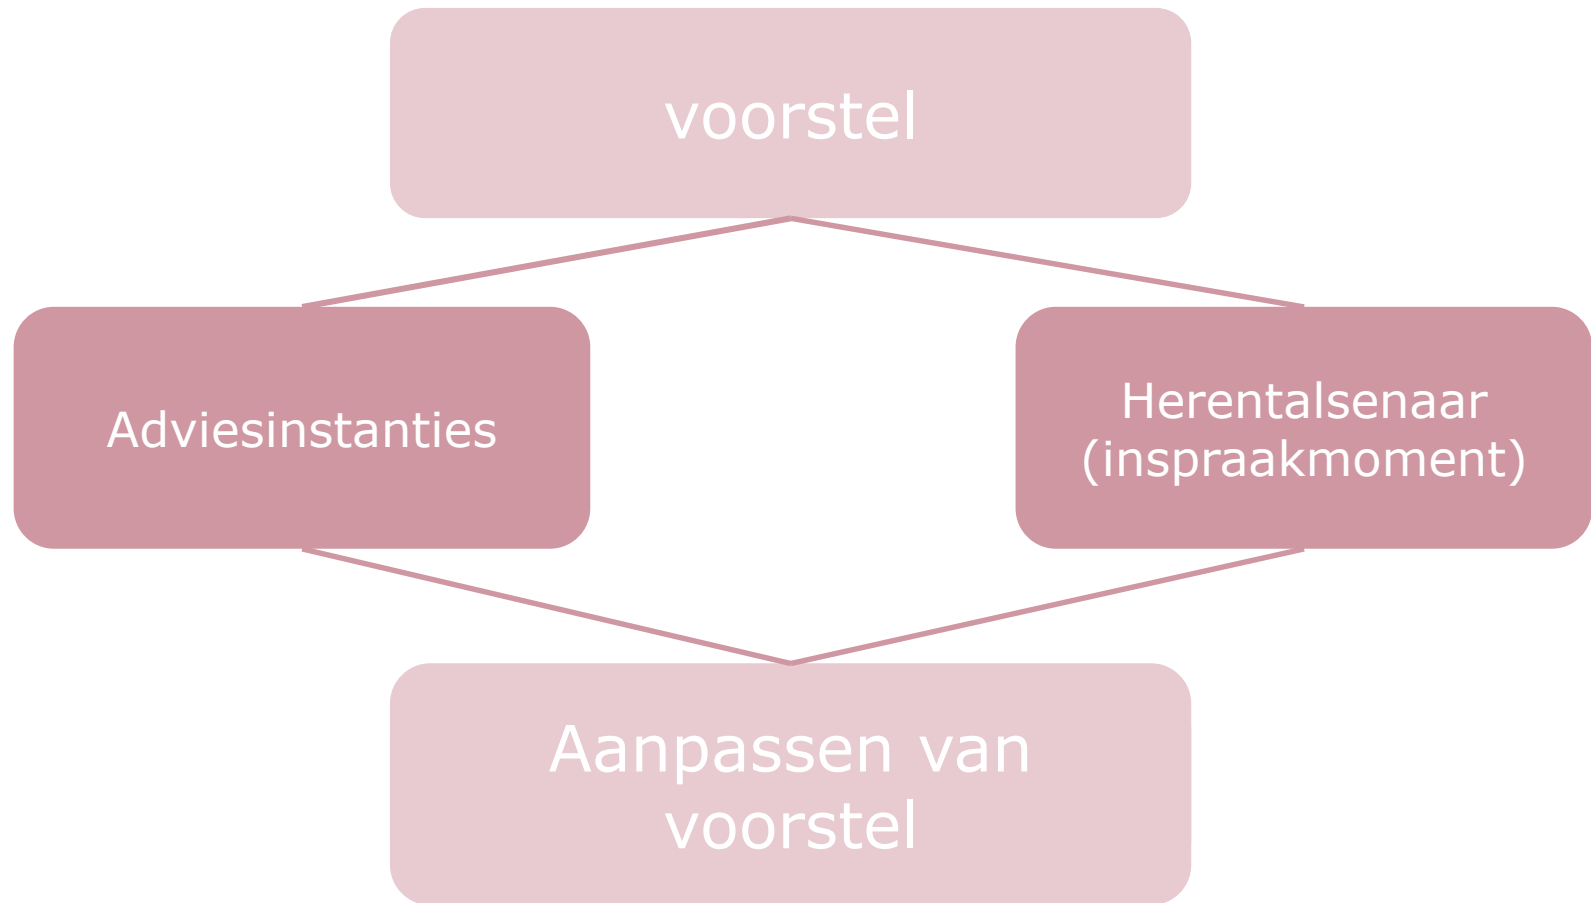 voorstel
Adviesinstanties
Herentalsenaar
(inspraakmoment)
Aanpassen van
voorstel